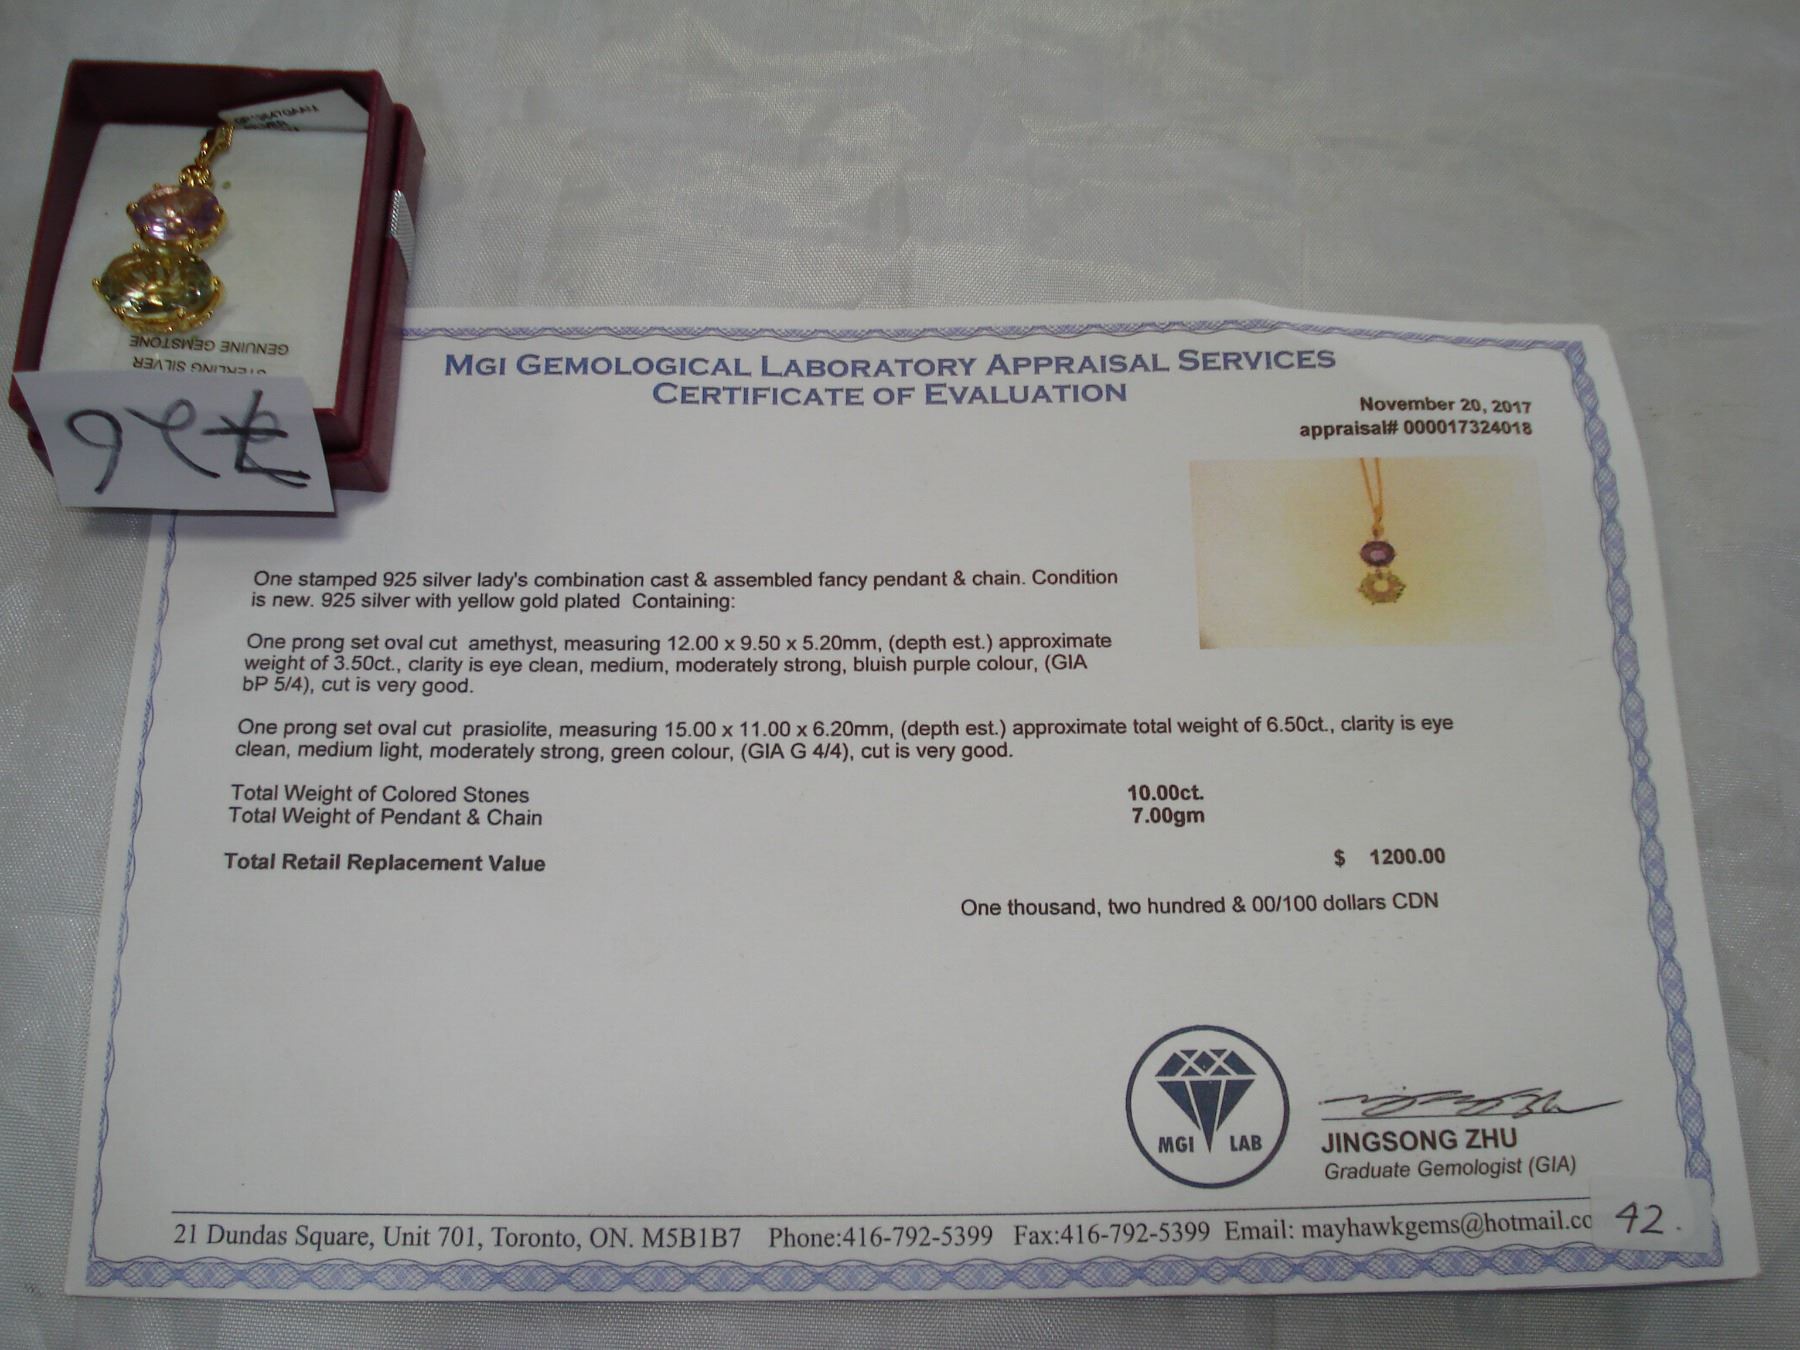 GENUINE GEMSTONE
STERLING SILVER
MGI GEMOLOGICAL LABORATORY APPRAISAL SERVICES
CERTIFICATE OF EVALUATION
November 20, 2017
appraisal# 000017324018
One stamped 925 silver lady's combination cast & assembled fancy pendant & chain. Condition
is new. 925 silver with yellow gold plated Containing:
One prong set oval cut amethyst, measuring 12.00 x 9.50 x 5.20mm, (depth est.) approximate
weight of 3.50ct., clarity is eye clean, medium, moderately strong, bluish purple colour, (GIA
bP 5/4), cut is very good.
One prong set oval cut prasiolite, measuring 15.00 x 11.00 x 6.20mm, (depth est.) approximate total weight of 6.50ct., clarity is eye
clean, medium light, moderately strong, green colour, (GIA G 4/4), cut is very good.
Total Weight of Colored Stones 10.00ct.
Total Weight of Pendant & Chain 7.00gm
Total Retail Replacement Value $ 1200.00
One thousand, two hundred & 00/100 dollars CDN
MGI LAB
JINGSONG ZHU
Graduate Gemologist (GIA)
21 Dundas Square, Unit 701, Toronto, ON. M5B1B7 Phone:416-792-5399 Fax:416-792-5399 Email: mayhawkgems@hotmail.cc
42.